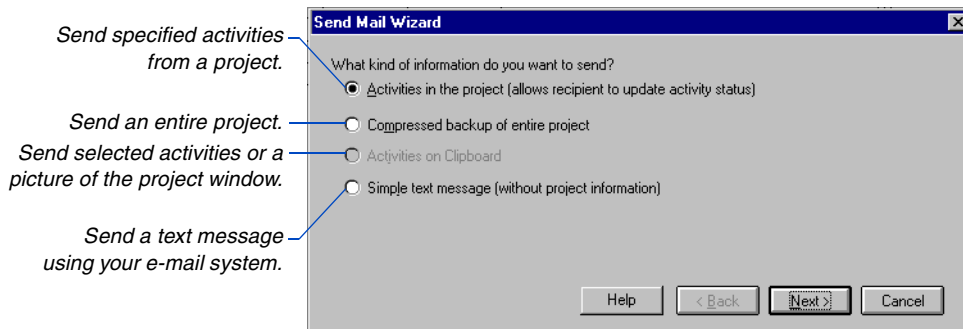 Send Mail Wizard
Send specified activities
from a project.
What kind of information do you want to send?
Activities in the project (allows recipient to update activity status)
Send an entire project.
Compressed backup of entire project
Send selected activities or a
picture of the project window.
Activities on Clipboard
Simple text message (without project information)
Send a text message
using your e-mail system.
Help
< Back
Next >
Cancel